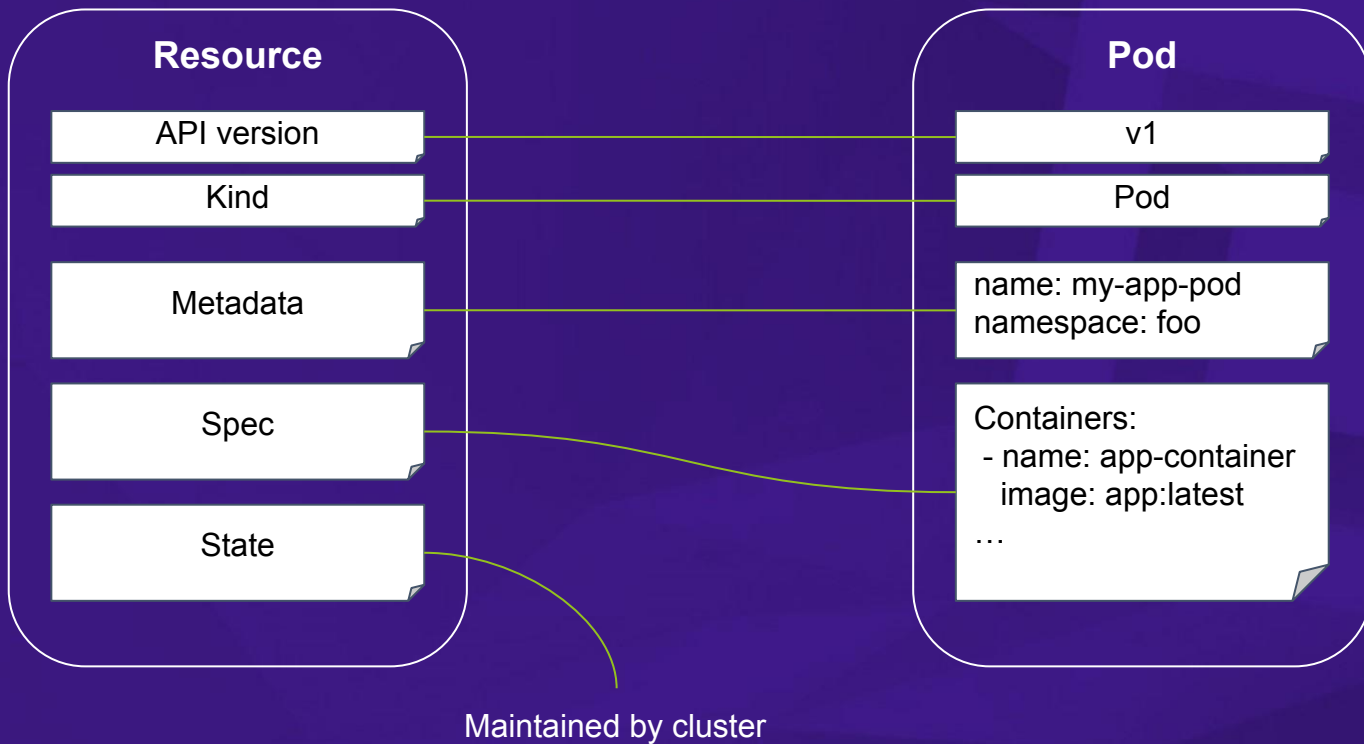 Resource
API version
Kind
Metadata
Spec
State
Pod
v1
Pod
name: my-app-pod
namespace: foo
Containers:
- name: app-container
image: app:latest
…
Maintained by cluster